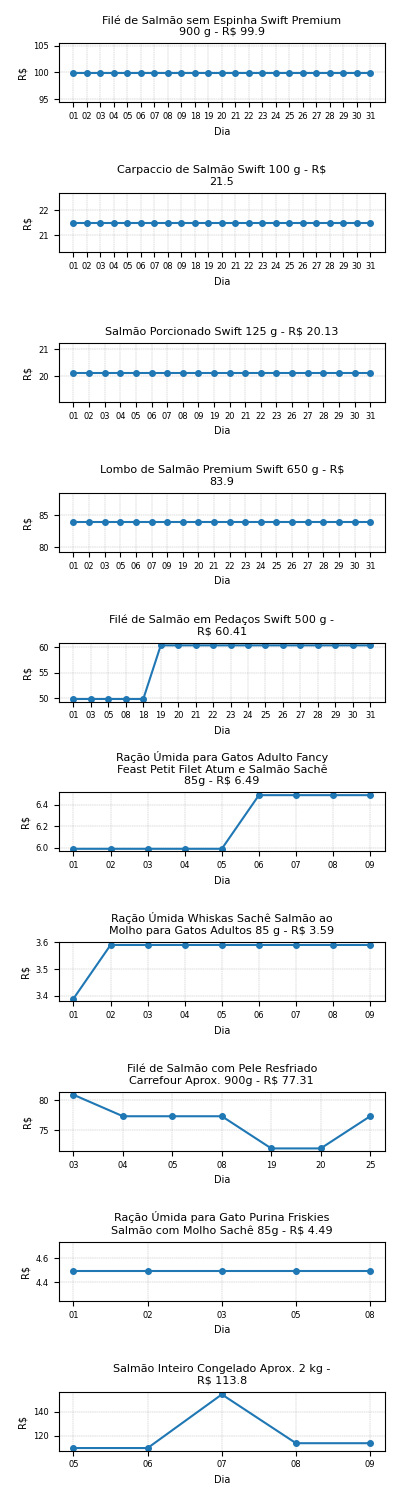 Filé de Salmão sem Espinha Swift Premium
900 g - R$ 99.9
105
100
95
R$
01 02 03 04 05 06 07 08 09 18 19 20 21 22 23 24 25 26 27 28 29 30 31
Dia
Carpaccio de Salmão Swift 100 g - R$
21.5
22
21
R$
01 02 03 04 05 06 07 08 09 18 19 20 21 22 23 24 25 26 27 28 29 30 31
Dia
Salmão Porcionado Swift 125 g - R$ 20.13
21
20
R$
01 02 03 04 05 06 07 08 09 19 20 21 22 23 26 27 28 29 30 31
Dia
Lombo de Salmão Premium Swift 650 g - R$
83.9
85
80
R$
01 02 03 05 06 07 09 19 20 21 22 23 24 25 26 27 28 29 30 31
Dia
Filé de Salmão em Pedaços Swift 500 g -
R$ 60.41
60
55
50
R$
01 03 05 08 18 19 20 21 22 23 24 25 26 27 28 29 30 31
Dia
Ração Úmida para Gatos Adulto Fancy
Feast Petit Filet Atum e Salmão Sachê
85g - R$ 6.49
6.4
6.2
6.0
R$
01 02 03 04 05 06 07 08 09
Dia
Ração Úmida Whiskas Sachê Salmão ao
Molho para Gatos Adultos 85 g - R$ 3.59
3.6
3.5
3.4
R$
01 02 03 04 05 06 07 08 09
Dia
Filé de Salmão com Pele Resfriado
Carrefour Aprox. 900g - R$ 77.31
80
75
R$
03 04 05 08 19 20 25
Dia
Ração Úmida para Gato Purina Friskies
Salmão com Molho Sachê 85g - R$ 4.49
4.6
4.4
R$
01 02 03 05 08
Dia
Salmão Inteiro Congelado Aprox. 2 kg -
R$ 113.8
140
120
R$
05 06 07 08 09
Dia